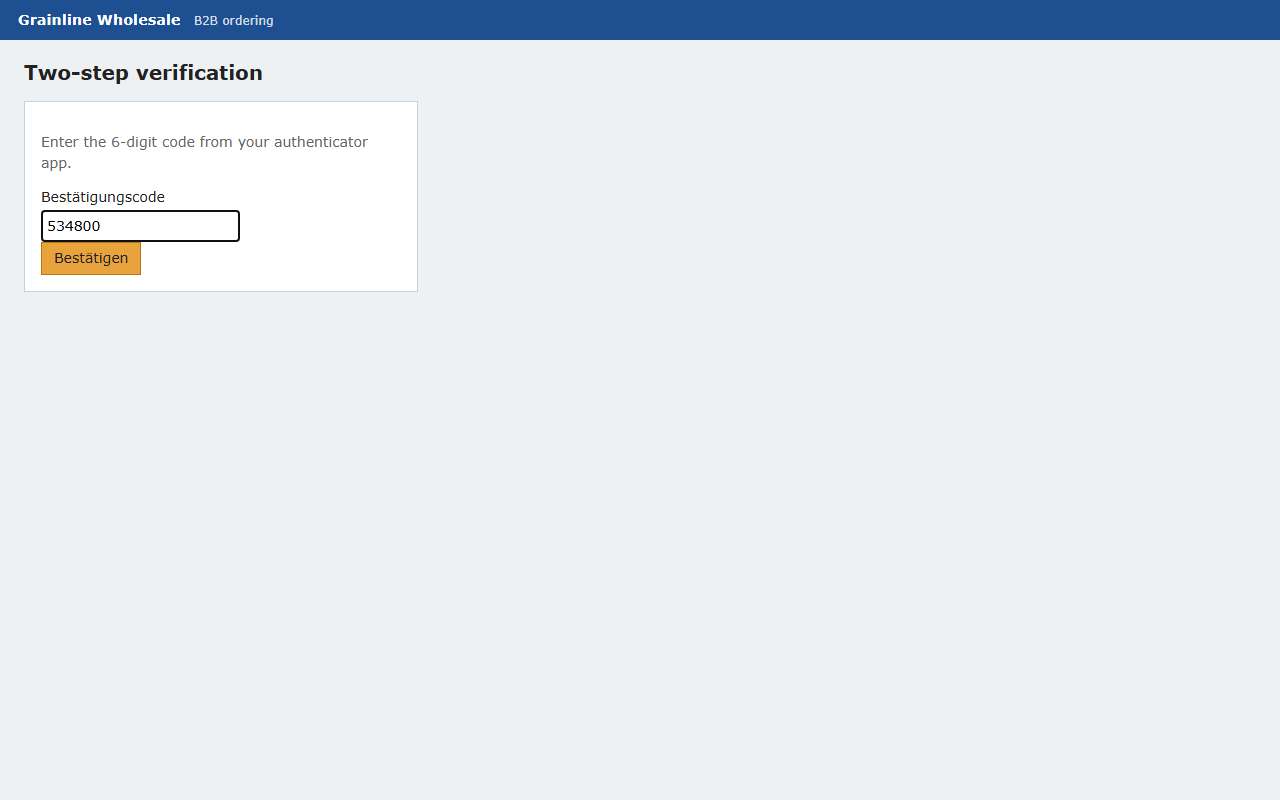 Grainline Wholesale B2B ordering
Two-step verification
Enter the 6-digit code from your authenticator
app.
Bestätigungscode
534800
Bestätigen